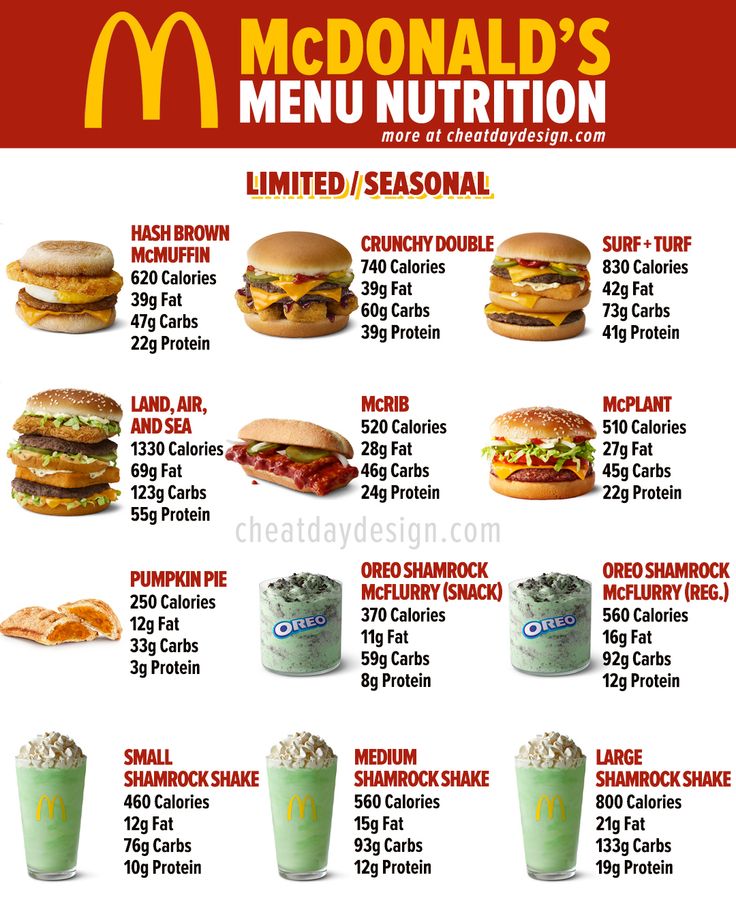 McDONALD'S
MENU NUTRITION
more at cheatdaydesign.com
LIMITED / SEASONAL
HASH BROWN
McMUFFIN
620 Calories
39g Fat
47g Carbs
22g Protein
CRUNCHY DOUBLE
740 Calories
39g Fat
60g Carbs
39g Protein
SURF + TURF
830 Calories
42g Fat
73g Carbs
41g Protein
LAND, AIR,
AND SEA
1330 Calories
69g Fat
123g Carbs
55g Protein
McRIB
520 Calories
28g Fat
46g Carbs
24g Protein
McPLANT
510 Calories
27g Fat
45g Carbs
22g Protein
cheatdaydesign.com
PUMPKIN PIE
250 Calories
12g Fat
33g Carbs
3g Protein
OREO
OREO SHAMROCK
McFLURRY (SNACK)
370 Calories
11g Fat
59g Carbs
8g Protein
OREO
OREO SHAMROCK
McFLURRY (REG.)
560 Calories
16g Fat
92g Carbs
12g Protein
SMALL
SHAMROCK SHAKE
460 Calories
12g Fat
76g Carbs
10g Protein
MEDIUM
SHAMROCK SHAKE
560 Calories
15g Fat
93g Carbs
12g Protein
LARGE
SHAMROCK SHAKE
800 Calories
21g Fat
133g Carbs
19g Protein